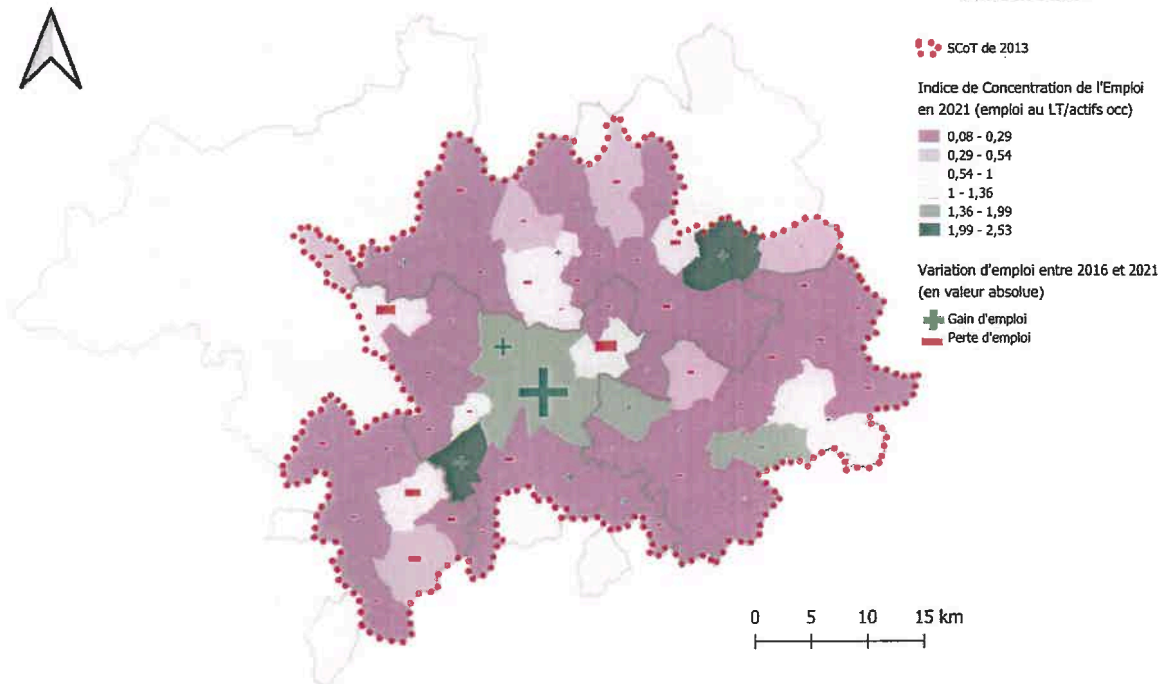 SCoT de 2013
Indice de Concentration de l'Emploi
en 2021 (emploi au LT/actifs occ)
0,08 - 0,29
0,29 - 0,54
0,54 - 1
1 - 1,36
1,36 - 1,99
1,99 - 2,53
Variation d'emploi entre 2016 et 2021
(en valeur absolue)
Gain d'emploi
Perte d'emploi
0 5 10 15 km